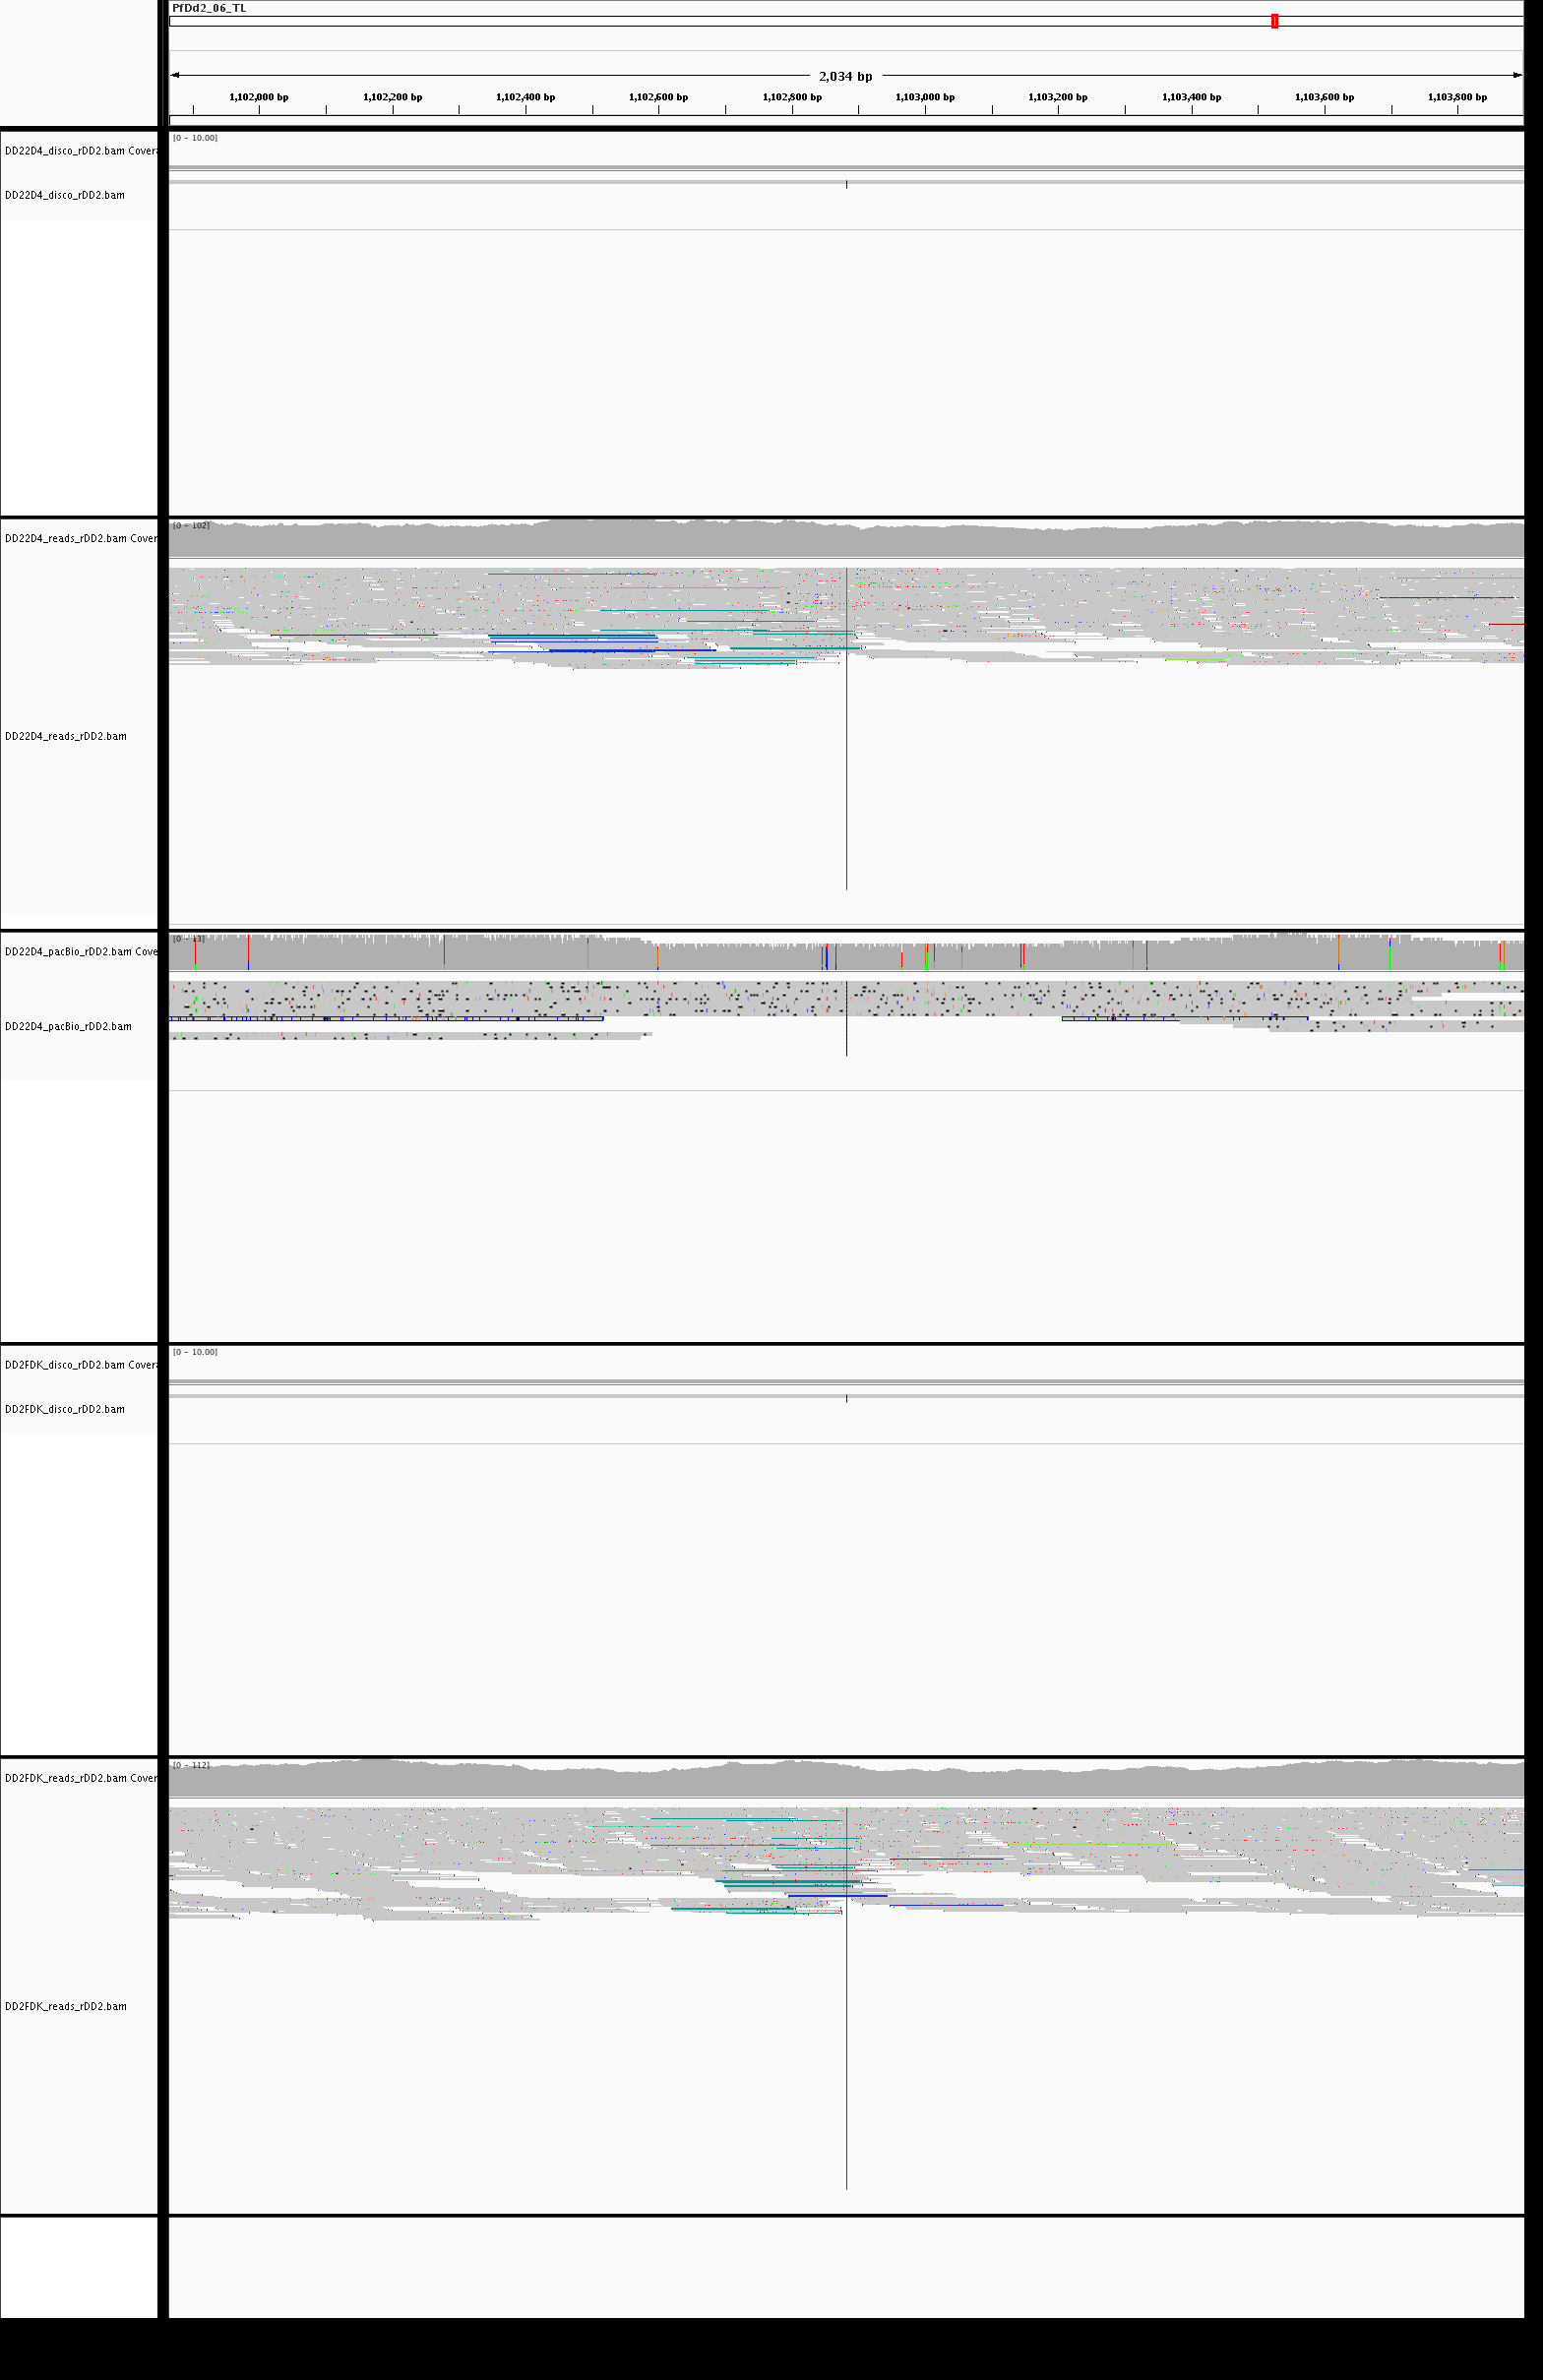 PfDd2_06_TL
2,034 bp
1,102,000 bp 1,102,200 bp 1,102,400 bp 1,102,600 bp 1,102,800 bp 1,103,000 bp 1,103,200 bp 1,103,400 bp 1,103,600 bp 1,103,800 bp
[0 - 10.00]
DD22D4_disco_rDD2.bam Covera
DD22D4_disco_rDD2.bam
[0 - 102]
DD22D4_reads_rDD2.bam Cover
DD22D4_reads_rDD2.bam
[0 - 13]
DD22D4_pacBio_rDD2.bam Cove
DD22D4_pacBio_rDD2.bam
[0 - 10.00]
DD2FDK_disco_rDD2.bam Covera
DD2FDK_disco_rDD2.bam
[0 - 112]
DD2FDK_reads_rDD2.bam Cover
DD2FDK_reads_rDD2.bam